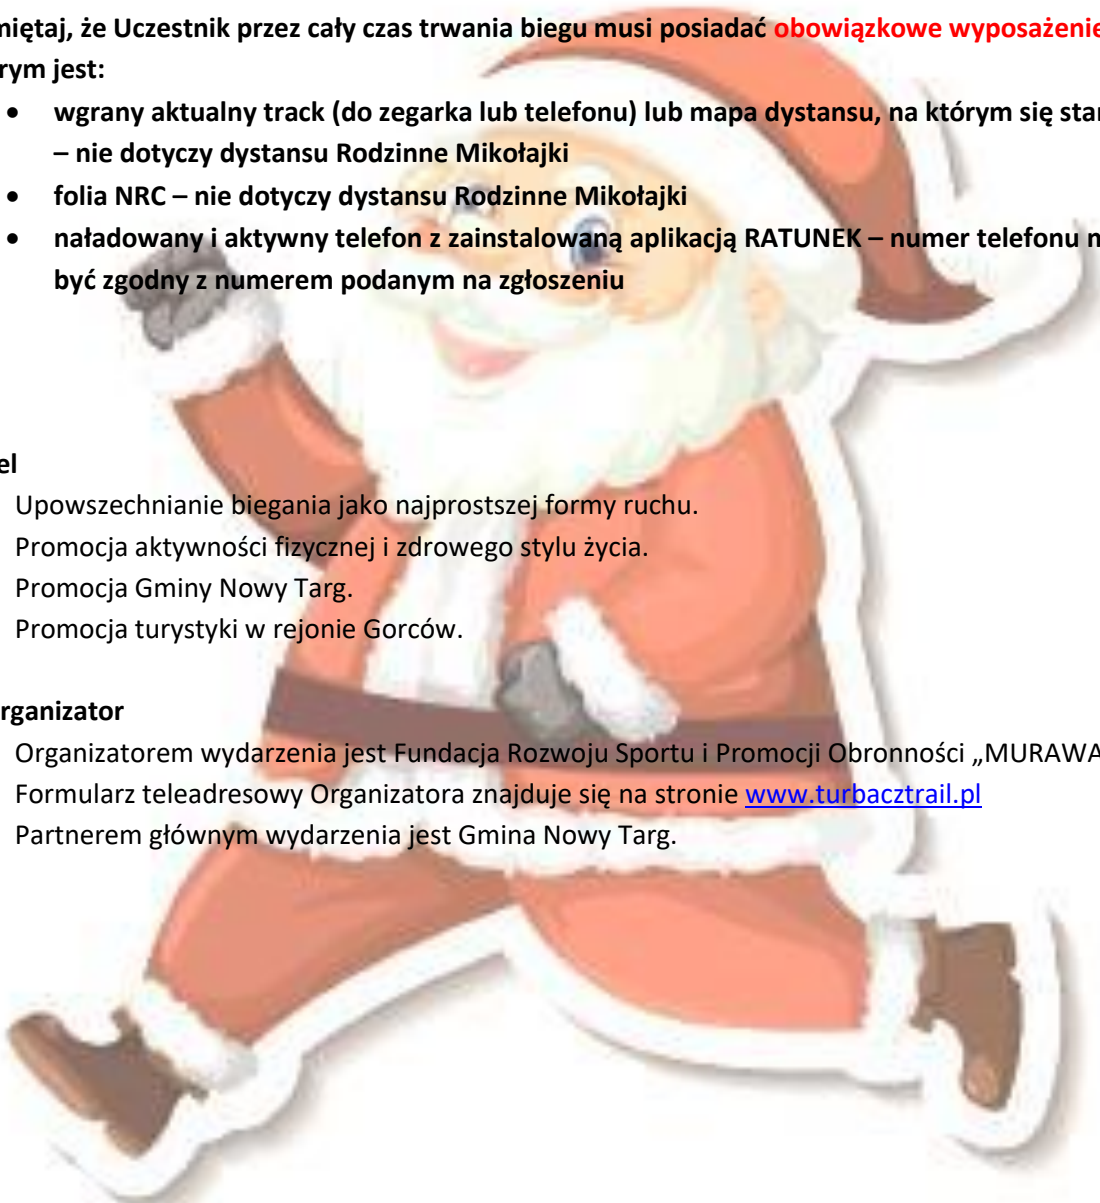 miętaj, że Uczestnik przez cały czas trwania biegu musi posiadać obowiązkowe wyposażenie
rym jest:
• wgrany aktualny track (do zegarka lub telefonu) lub mapa dystansu, na którym się star
– nie dotyczy dystansu Rodzinne Mikołajki
• folia NRC – nie dotyczy dystansu Rodzinne Mikołajki
• naładowany i aktywny telefon z zainstalowaną aplikacją RATUNEK – numer telefonu m
być zgodny z numerem podanym na zgłoszeniu
el
Upowszechnianie biegania jako najprostszej formy ruchu.
Promocja aktywności fizycznej i zdrowego stylu życia.
Promocja Gminy Nowy Targ.
Promocja turystyki w rejonie Gorców.
rganizator
Organizatorem wydarzenia jest Fundacja Rozwoju Sportu i Promocji Obronności „MURAWA
Formularz teleadresowy Organizatora znajduje się na stronie www.turbacztrail.pl
Partnerem głównym wydarzenia jest Gmina Nowy Targ.